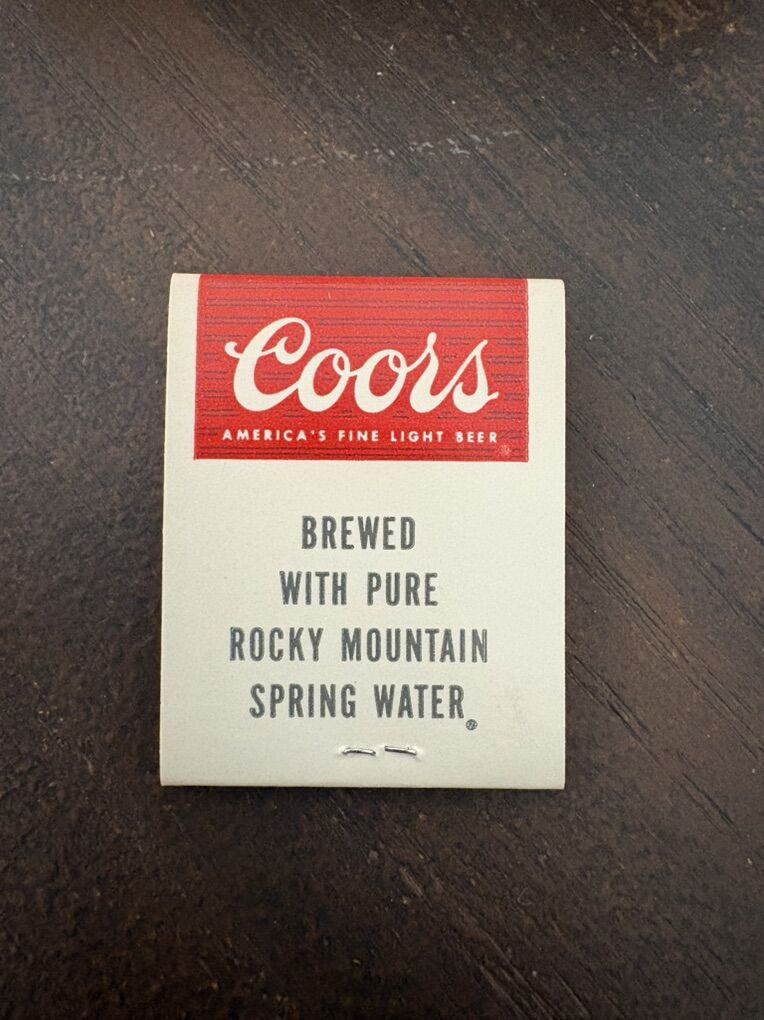 Coors
AMERICA'S FINE LIGHT BEER ®
BREWED
WITH PURE
ROCKY MOUNTAIN
SPRING WATER®